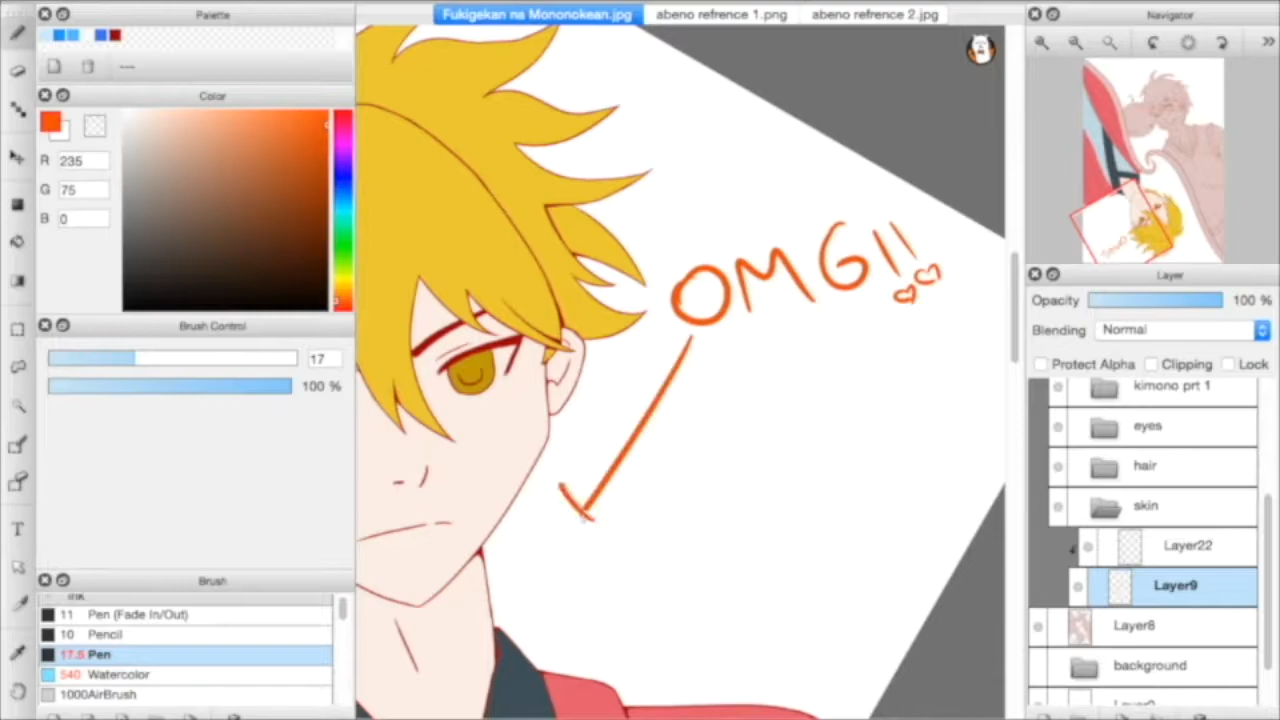 Palette
Fukigekan na Mononokean.jpg
abeno refrence 1.png
abeno refrence 2.jpg
Navigator
Color
R 235
G 75
B 0
OMG!!
Layer
Opacity 100 %
Blending Normal
Protect Alpha Clipping Lock
kimono prt 1
eyes
hair
skin
Layer22
Layer9
Layer8
background
Brush Control
17
100 %
Brush
Ink
11 Pen (Fade In/Out)
10 Pencil
17.5 Pen
540 Watercolor
1000 AirBrush
T